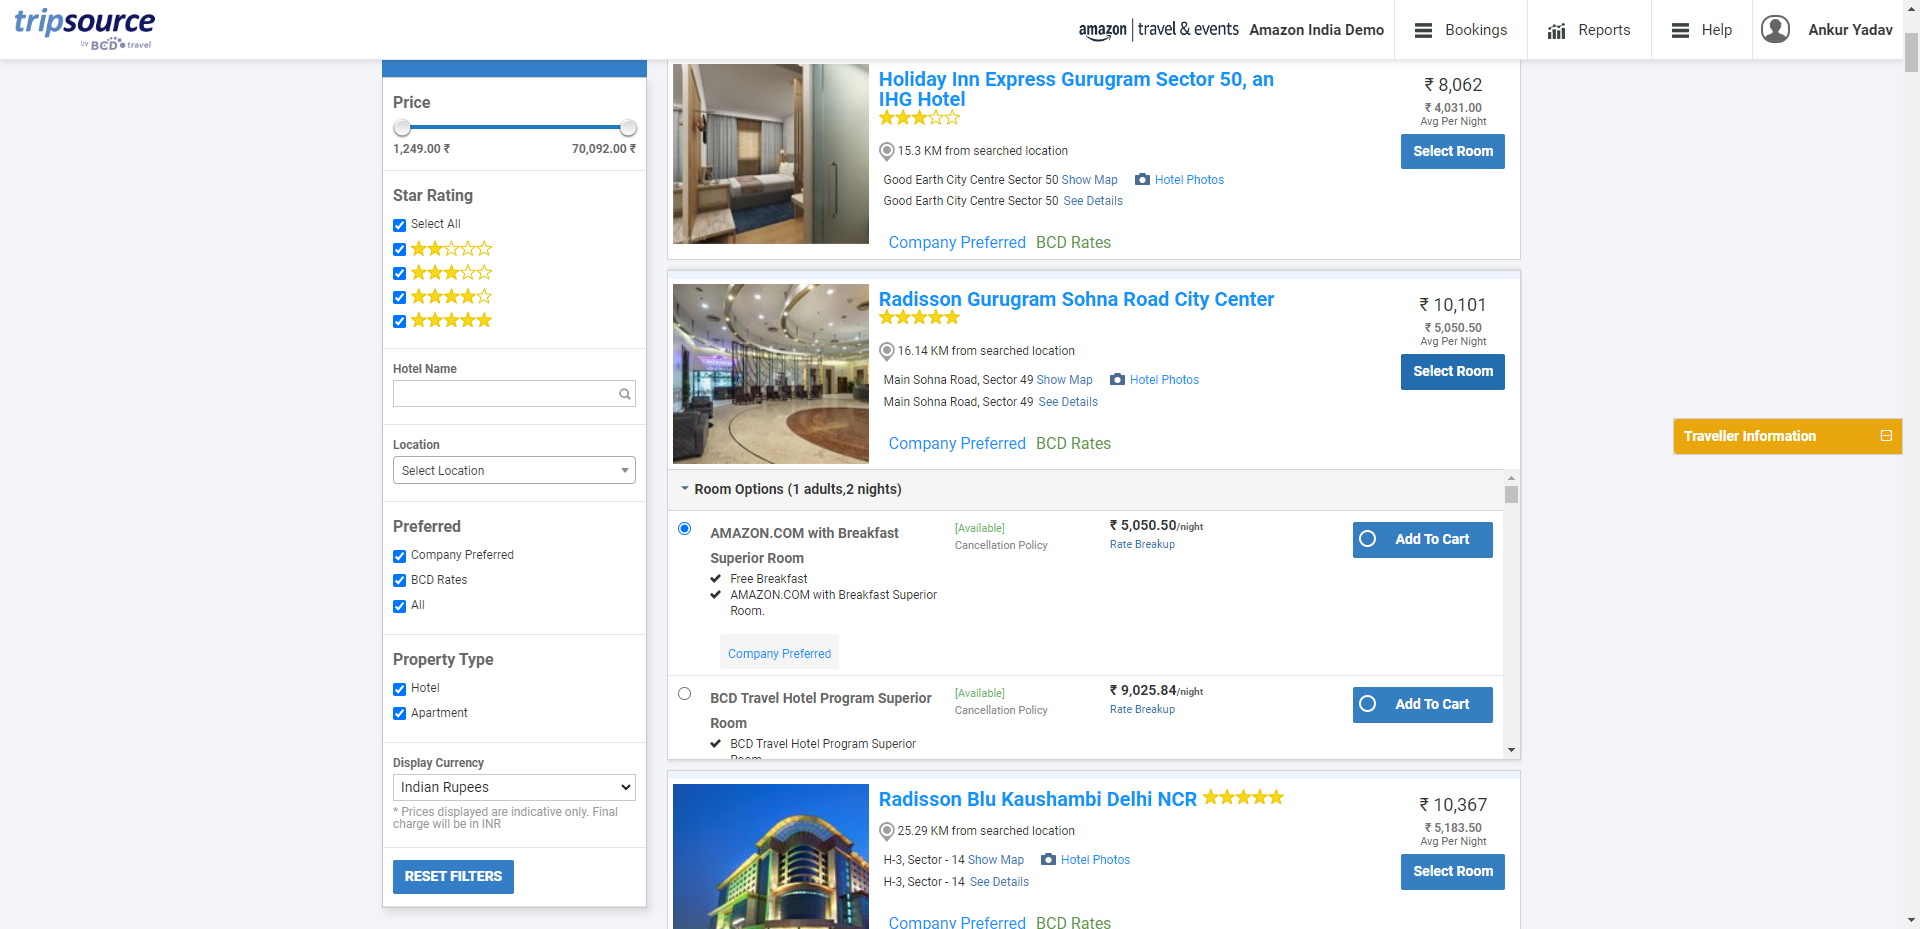 tripsource
by BCD travel
amazon travel & events
Amazon India Demo
Bookings
Reports
Help
Ankur Yadav
Price
1,249.00 ₹
70,092.00 ₹
Star Rating
Select All
Hotel Name
Location
Select Location
Preferred
Company Preferred
BCD Rates
All
Property Type
Hotel
Apartment
Display Currency
Indian Rupees
* Prices displayed are indicative only. Final
charge will be in INR
RESET FILTERS
Holiday Inn Express Gurugram Sector 50, an
IHG Hotel
15.3 KM from searched location
Good Earth City Centre Sector 50 Show Map Hotel Photos
Good Earth City Centre Sector 50 See Details
Company Preferred BCD Rates
₹ 8,062
₹ 4,031.00
Avg Per Night
Select Room
Radisson Gurugram Sohna Road City Center
16.14 KM from searched location
Main Sohna Road, Sector 49 Show Map Hotel Photos
Main Sohna Road, Sector 49 See Details
Company Preferred BCD Rates
₹ 10,101
₹ 5,050.50
Avg Per Night
Select Room
Room Options (1 adults,2 nights)
AMAZON.COM with Breakfast
Superior Room
Free Breakfast
AMAZON.COM with Breakfast Superior
Room.
Company Preferred
[Available]
Cancellation Policy
₹ 5,050.50/night
Rate Breakup
Add To Cart
BCD Travel Hotel Program Superior
Room
BCD Travel Hotel Program Superior
Room
[Available]
Cancellation Policy
₹ 9,025.84/night
Rate Breakup
Add To Cart
Radisson Blu Kaushambi Delhi NCR
25.29 KM from searched location
H-3, Sector - 14 Show Map Hotel Photos
H-3, Sector - 14 See Details
Company Preferred BCD Rates
₹ 10,367
₹ 5,183.50
Avg Per Night
Select Room
Traveller Information